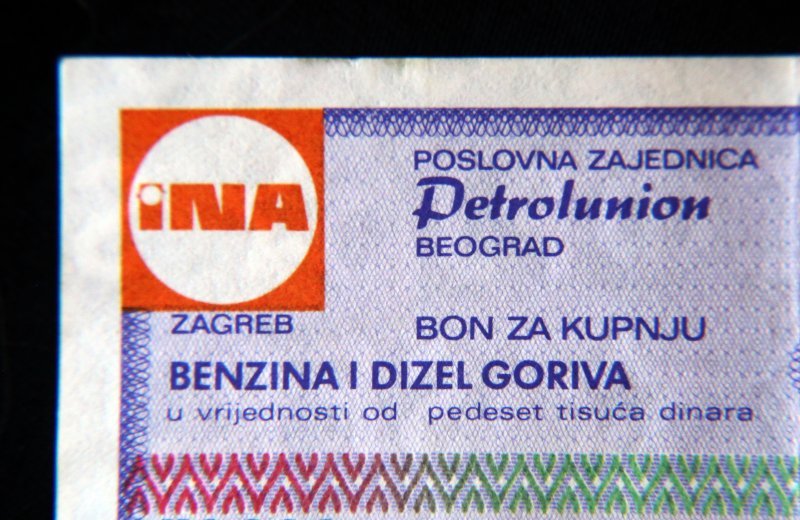 iNA
POSLOVNA ZAJEDNICA
Petrolunion
BEOGRAD
ZAGREB
BON ZA KUPNJU
BENZINA I DIZEL GORIVA
u vrijednosti od pedeset tisuća dinara